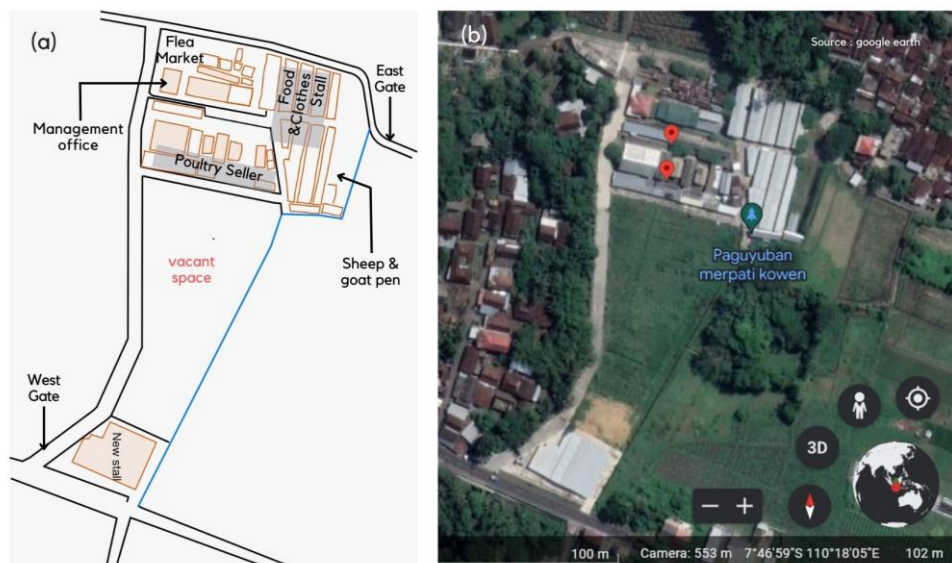 (a)
Flea
Market
Food
&Clothes
Stall
East
Gate
Management
office
Poultry Seller
vacant
space
Sheep &
goat pen
West
Gate
New stall
(b)
Source : google earth
Paguyuban
merpati kowen
3D
− +
100 m
Camera: 553 m
7°46'59"S 110°18'05"E
102 m